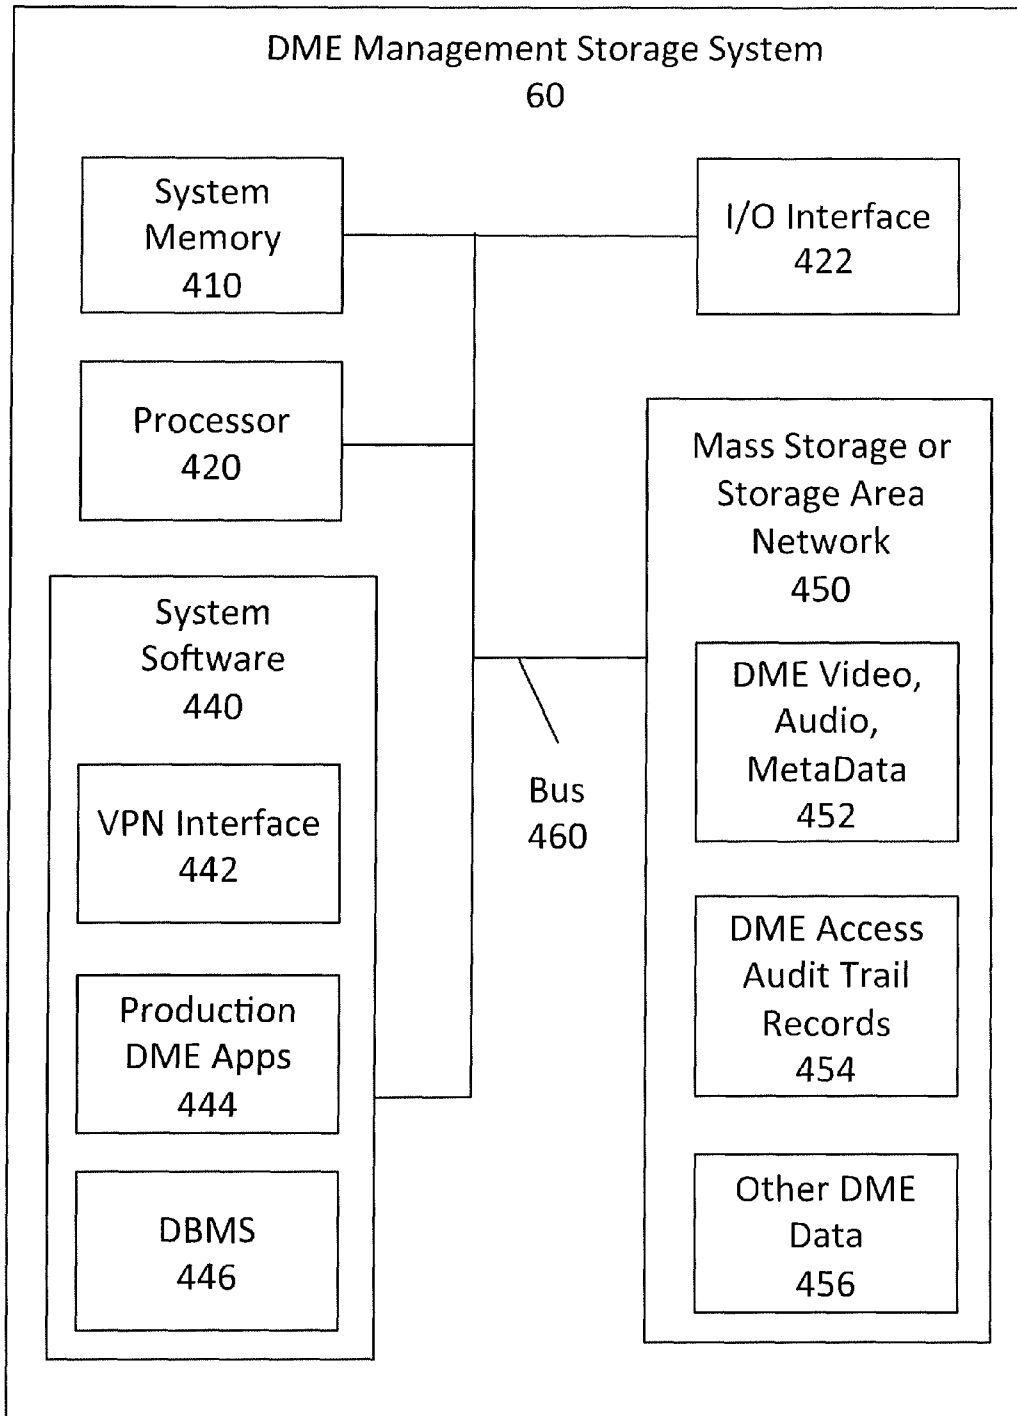 DME Management Storage System
60
System
Memory
410
I/O Interface
422
Processor
420
Mass Storage or
Storage Area
Network
450
System
Software
440
DME Video,
Audio,
MetaData
452
VPN Interface
442
Bus
460
DME Access
Audit Trail
Records
454
Production
DME Apps
444
Other DME
Data
456
DBMS
446